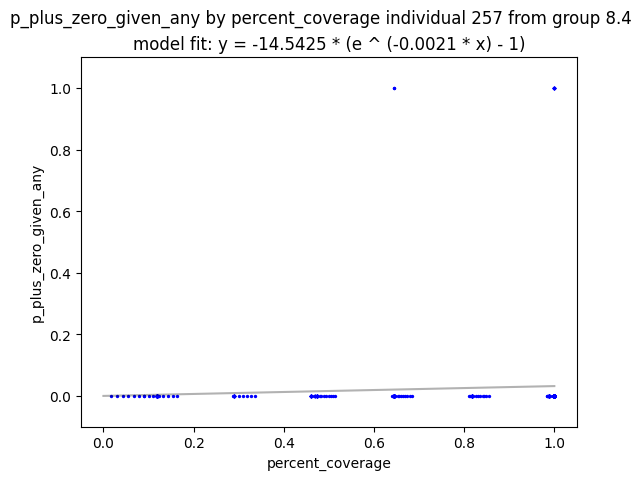 p_plus_zero_given_any by percent_coverage individual 257 from group 8.4
model fit: y = -14.5425 * (e ^ (-0.0021 * x) - 1)
1.0
0.8
0.6
0.4
0.2
0.0
p_plus_zero_given_any
0.0 0.2 0.4 0.6 0.8 1.0
percent_coverage